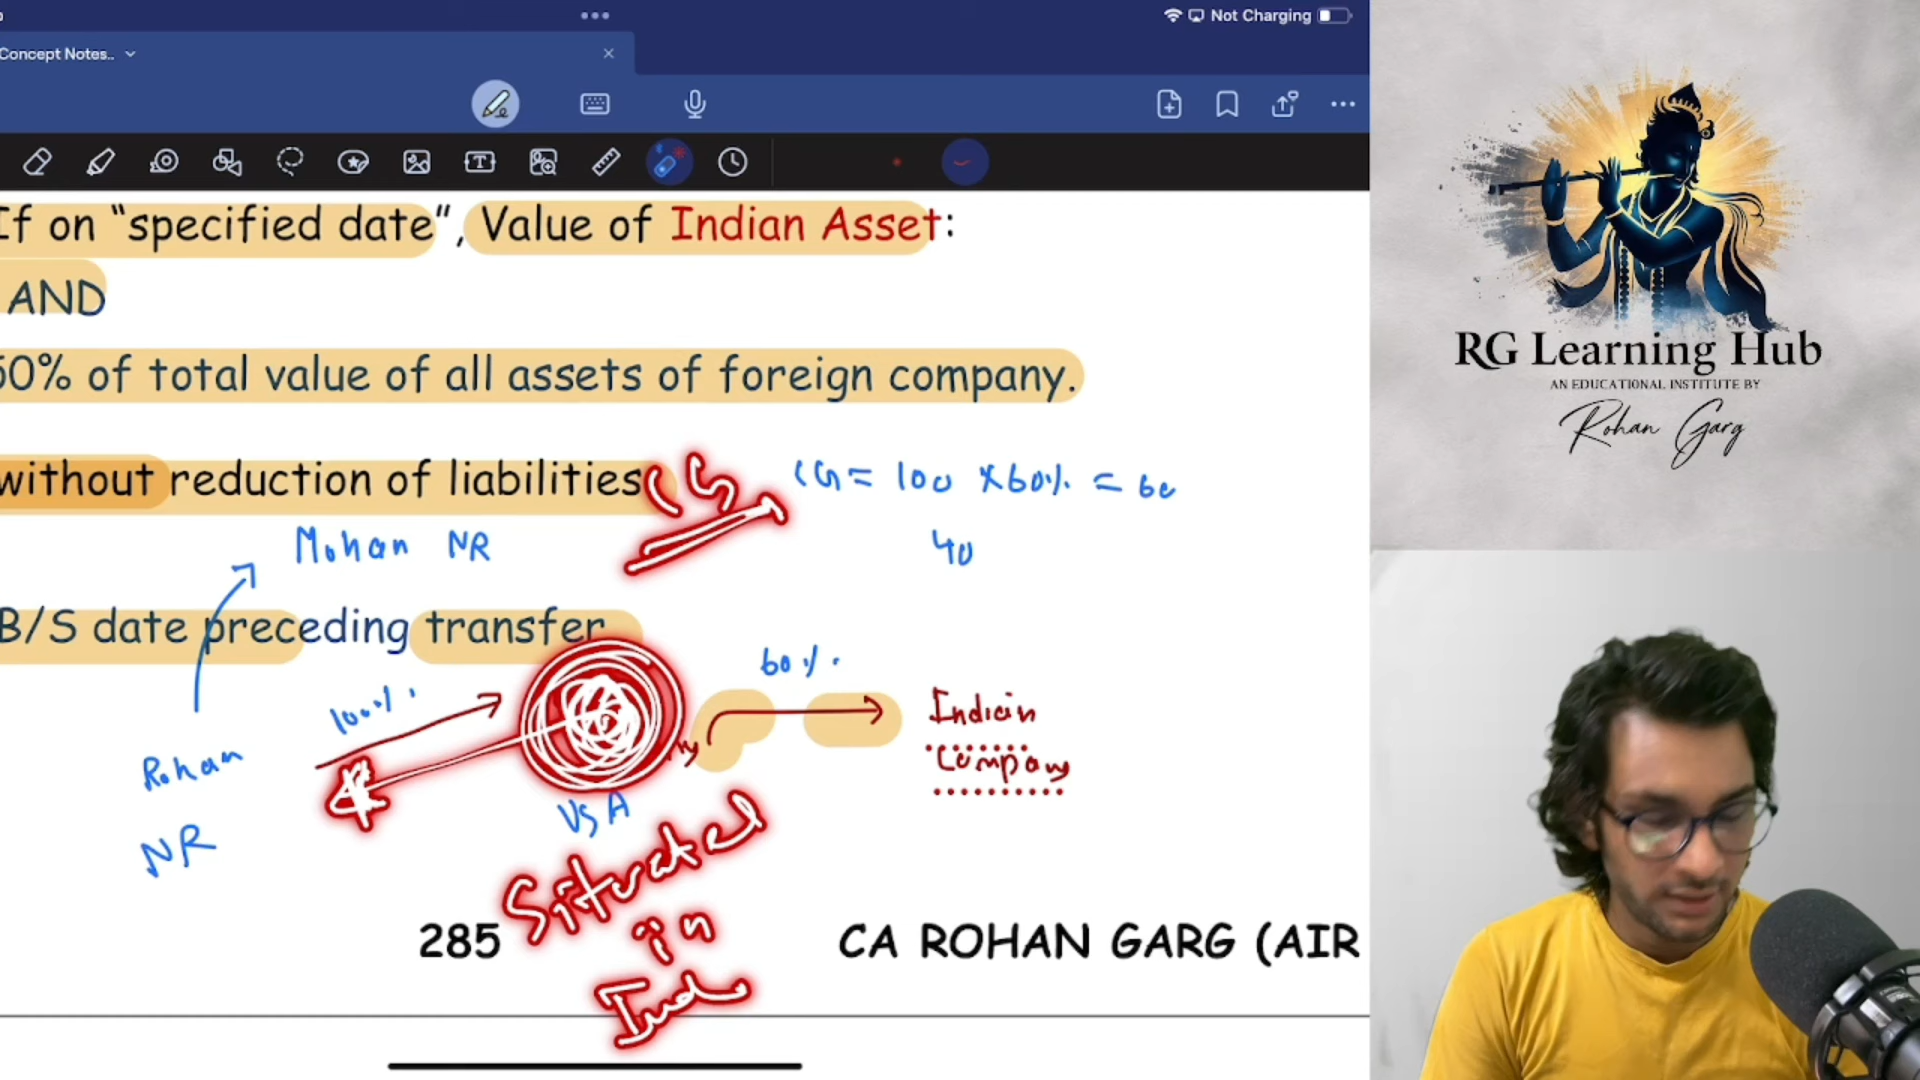 Not Charging
Concept Notes..
If on “specified date”, Value of Indian Asset:
AND
50% of total value of all assets of foreign company.
without reduction of liabilities
CG
CG = 100 x 60% = 60
40
Mohan NR
B/S date preceding transfer
100%
60%
Rohan
NR
USA
Indian
Company
Situated
in
285
CA ROHAN GARG (AIR
RG Learning Hub
AN EDUCATIONAL INSTITUTE BY
Rohan Garg